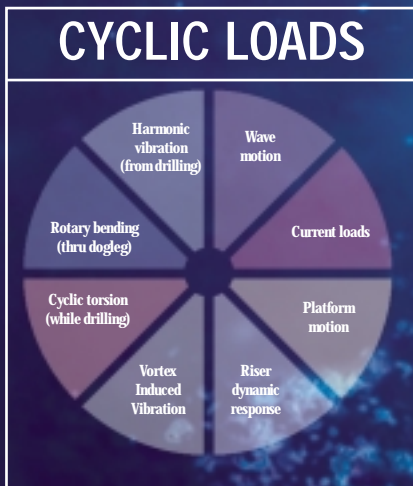 CYCLIC LOADS
Harmonic
vibration
(from drilling)
Wave
motion
Rotary bending
(thru dogleg)
Current loads
Cyclic torsion
(while drilling)
Platform
motion
Vortex
Induced
Vibration
Riser
dynamic
response